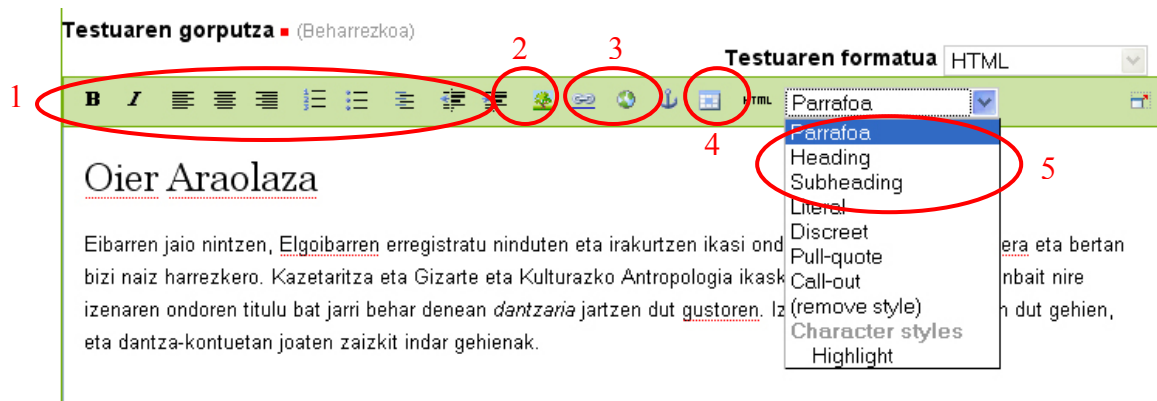 Testuaren gorputza (Beharrezkoa)
2 3
Testuaren formatua HTML
1 B I HTML Parrafoa
4
Parrafoa
Heading
Subheading
5
Literal
Discreet
Pull-quote
Call-out
(remove style)
Character styles
Highlight
Oier Araolaza
Eibarren jaio nintzen, Elgoibarren erregistratu ninduten eta irakurtzen ikasi ond era eta bertan
bizi naiz harrezkero. Kazetaritza eta Gizarte eta Kulturazko Antropologia ikask nbait nire
izenaren ondoren titulu bat jarri behar denean dantzaria jartzen dut gustoren. Iz n dut gehien,
eta dantza-kontuetan joaten zaizkit indar gehienak.